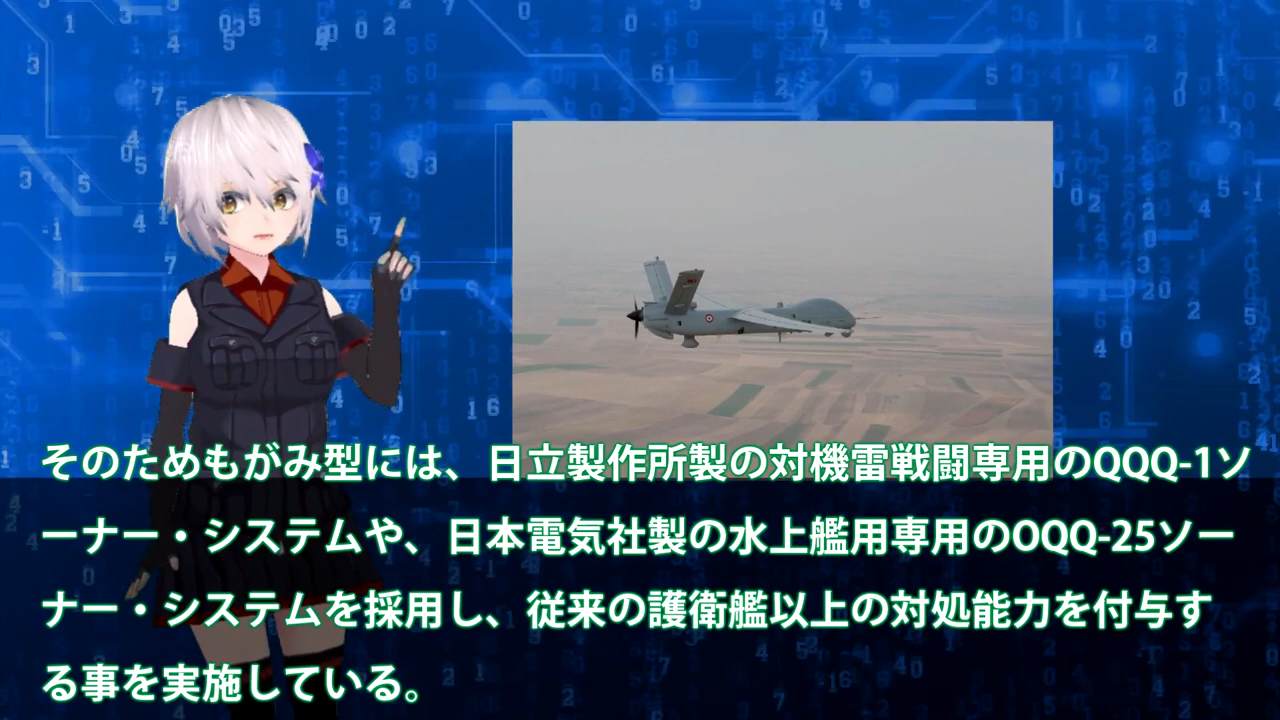 そのためもがみ型には、日立製作所製の対機雷戦闘専用のQQQ-1ソ
ーナー・システムや、日本電気社製の水上艦用専用のOQQ-25ソー
ナー・システムを採用し、従来の護衛艦以上の対処能力を付与す
る事を実施している。